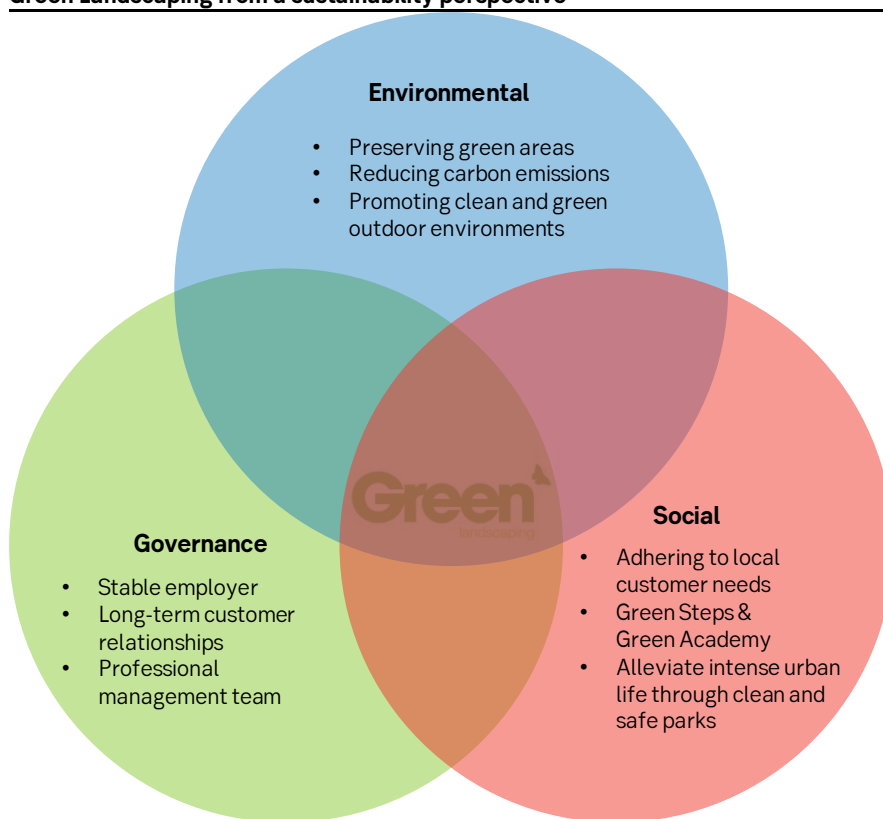 Green Landscaping from a sustainability perspective
Environmental
• Preserving green areas
• Reducing carbon emissions
• Promoting clean and green
outdoor environments
Green
landscaping
Governance
• Stable employer
• Long-term customer
relationships
• Professional
management team
Social
• Adhering to local
customer needs
• Green Steps &
Green Academy
• Alleviate intense urban
life through clean and
safe parks